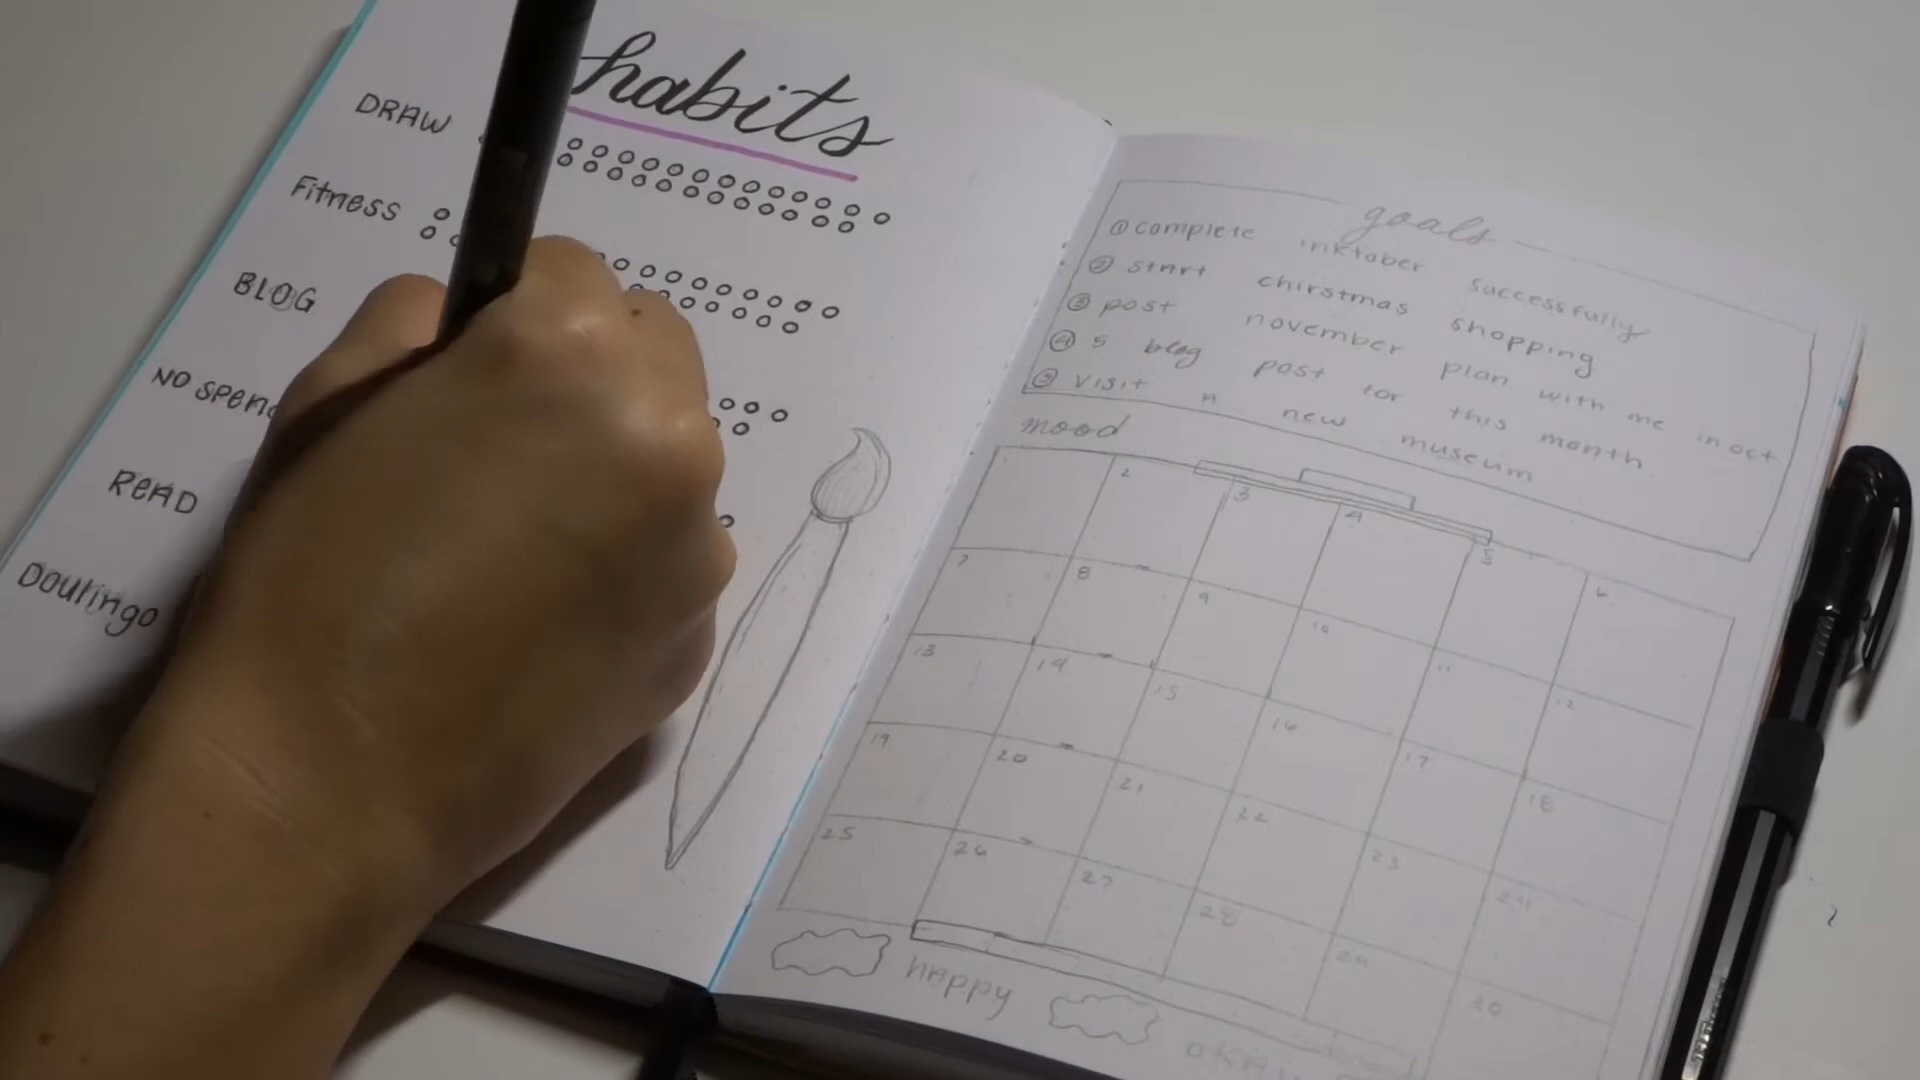 habits
DRAW
Fitness
BLOG
NO SPEN
READ
Doulingo
goals
① complete inktober successfully
② start chirstmas shopping
③ post november plan with me in oct
④ 5 blog post for this month
⑤ visit A new museum
mood
1 2 3 4 5 6
7 8 9 10 11 12
13 14 15 16 17 18
19 20 21 22 23 24
25 26 27 28 29 30
HAPPY OKAY